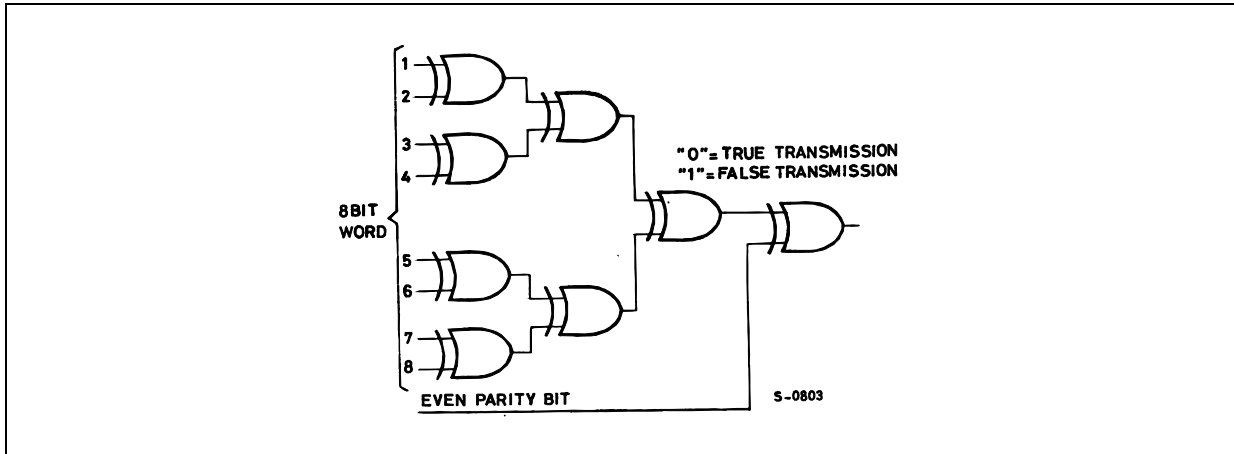 1
2
3
4
"0"= TRUE TRANSMISSION
"1"= FALSE TRANSMISSION
8BIT
WORD
5
6
7
8
EVEN PARITY BIT
S-0803